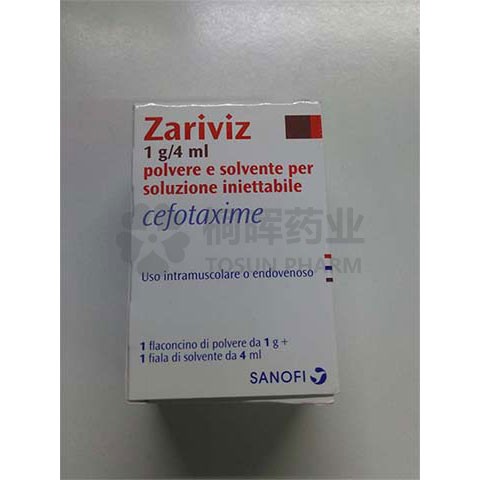 Zariviz
1 g/4 ml
polvere e solvente per
soluzione iniettabile
cefotaxime
桐晖药业
TOSUN PHARM
Uso intramuscolare o endovenoso
1 flaconcino di polvere da 1 g +
1 fiala di solvente da 4 ml
SANOFI